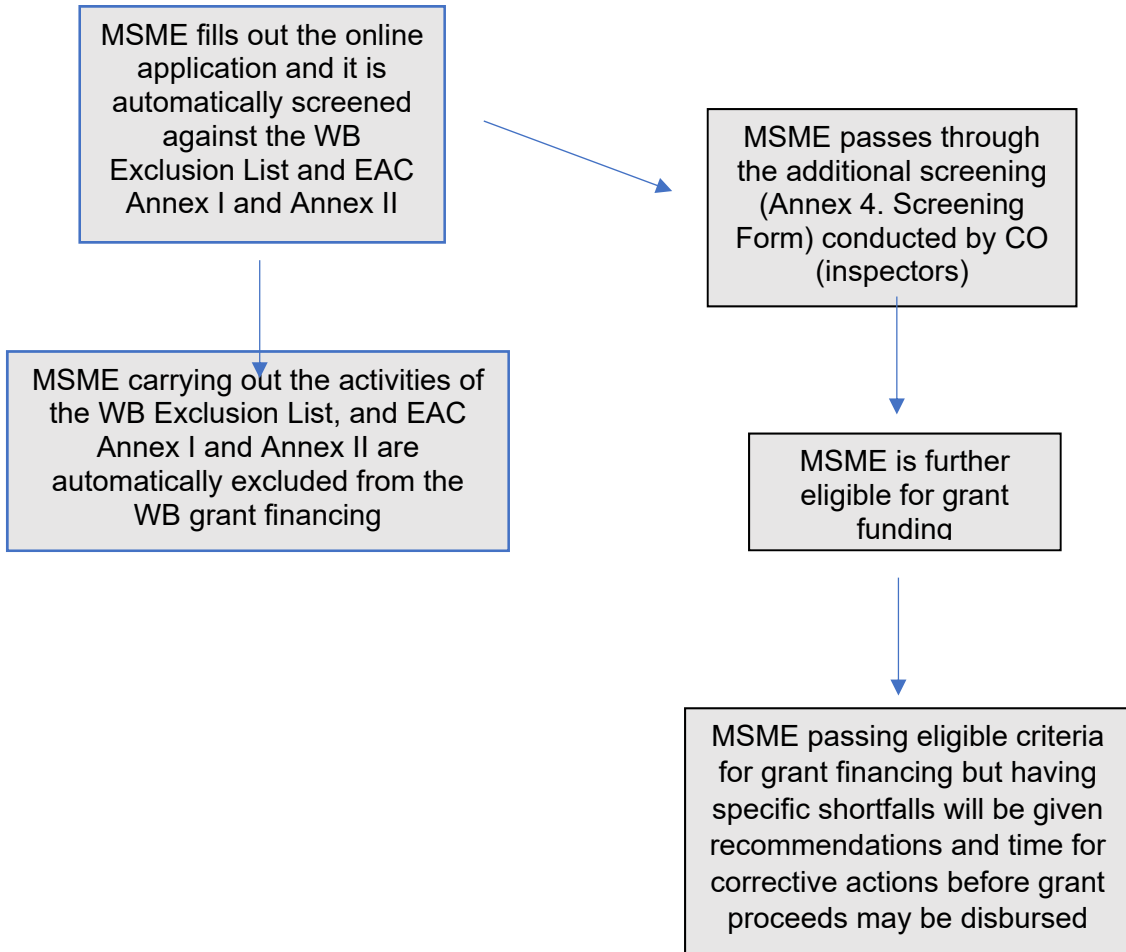 MSME fills out the online
application and it is
automatically screened
against the WB
Exclusion List and EAC
Annex I and Annex II
MSME passes through
the additional screening
(Annex 4. Screening
Form) conducted by CO
(inspectors)
MSME carrying out the activities of
the WB Exclusion List, and EAC
Annex I and Annex II are
automatically excluded from the
WB grant financing
MSME is further
eligible for grant
funding
MSME passing eligible criteria
for grant financing but having
specific shortfalls will be given
recommendations and time for
corrective actions before grant
proceeds may be disbursed